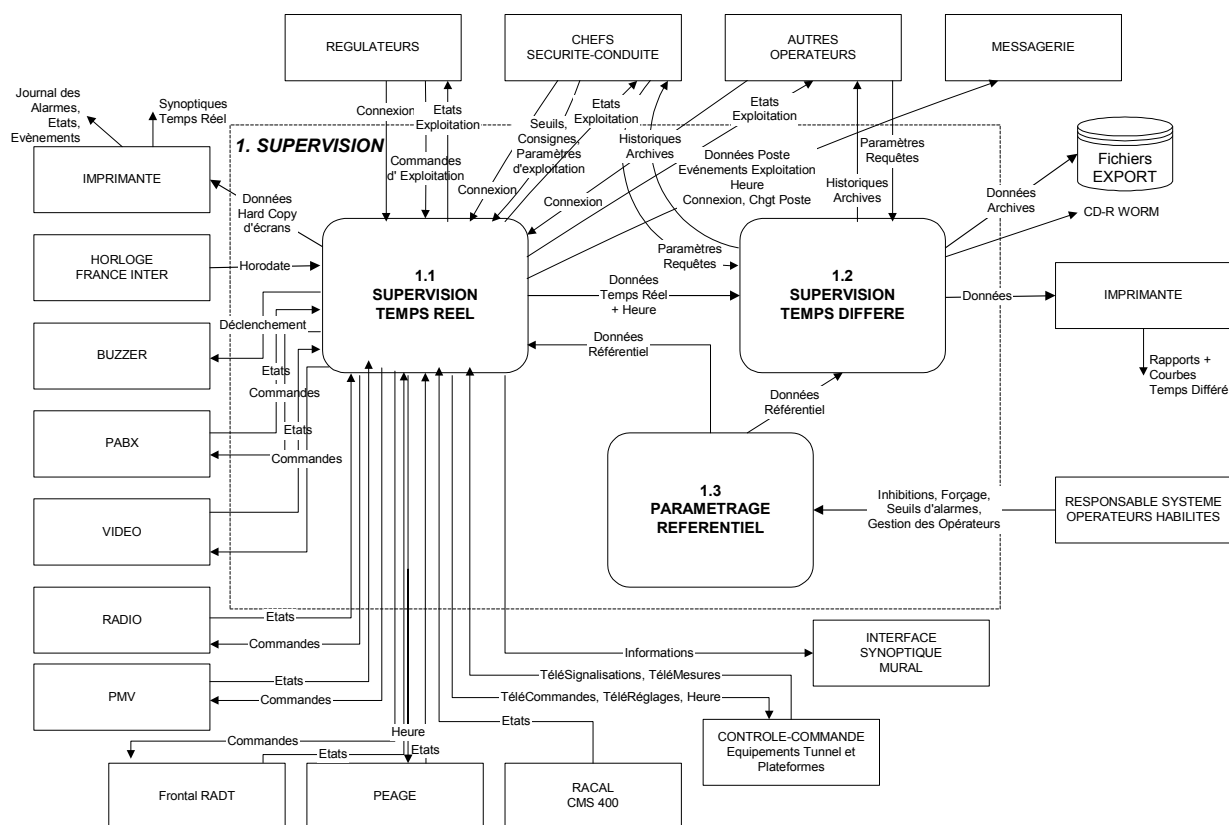 REGULATEURS
CHEFS
SECURITE-CONDUITE
AUTRES
OPERATEURS
MESSAGERIE
Journal des
Alarmes,
Etats,
Evènements
Synoptiques
Temps Réel
Connexion
Etats
Exploitation
Commandes
d' Exploitation
Seuils,
Consignes,
Paramètres
d'exploitation
Connexion
Etats
Exploitation
Historiques
Archives
Etats
Exploitation
Connexion
Données Poste
Evénements Exploitation
Heure
Connexion, Chgt Poste
Paramètres
Requêtes
Historiques
Archives
Paramètres
Requêtes
1. SUPERVISION
IMPRIMANTE
Données
Hard Copy
d'écrans
Fichiers
EXPORT
Données
Archives
CD-R WORM
HORLOGE
FRANCE INTER
Horodate
1.1
SUPERVISION
TEMPS REEL
Données
Temps Réel
+ Heure
1.2
SUPERVISION
TEMPS DIFFERE
Données
IMPRIMANTE
Rapports +
Courbes
Temps Différé
BUZZER
Déclenchement
Etats
Commandes
Données
Référentiel
Données
Référentiel
PABX
Etats
Commandes
1.3
PARAMETRAGE
REFERENTIEL
Inhibitions, Forçage,
Seuils d'alarmes,
Gestion des Opérateurs
RESPONSABLE SYSTEME
OPERATEURS HABILITES
VIDEO
RADIO
Etats
Commandes
Informations
INTERFACE
SYNOPTIQUE
MURAL
PMV
Etats
Commandes
TéléSignalisations, TéléMesures
TéléCommandes, TéléRéglages, Heure
Etats
CONTROLE-COMMANDE
Equipements Tunnel et
Plateformes
Heure
Commandes
Etats
Etats
Frontal RADT
PEAGE
RACAL
CMS 400